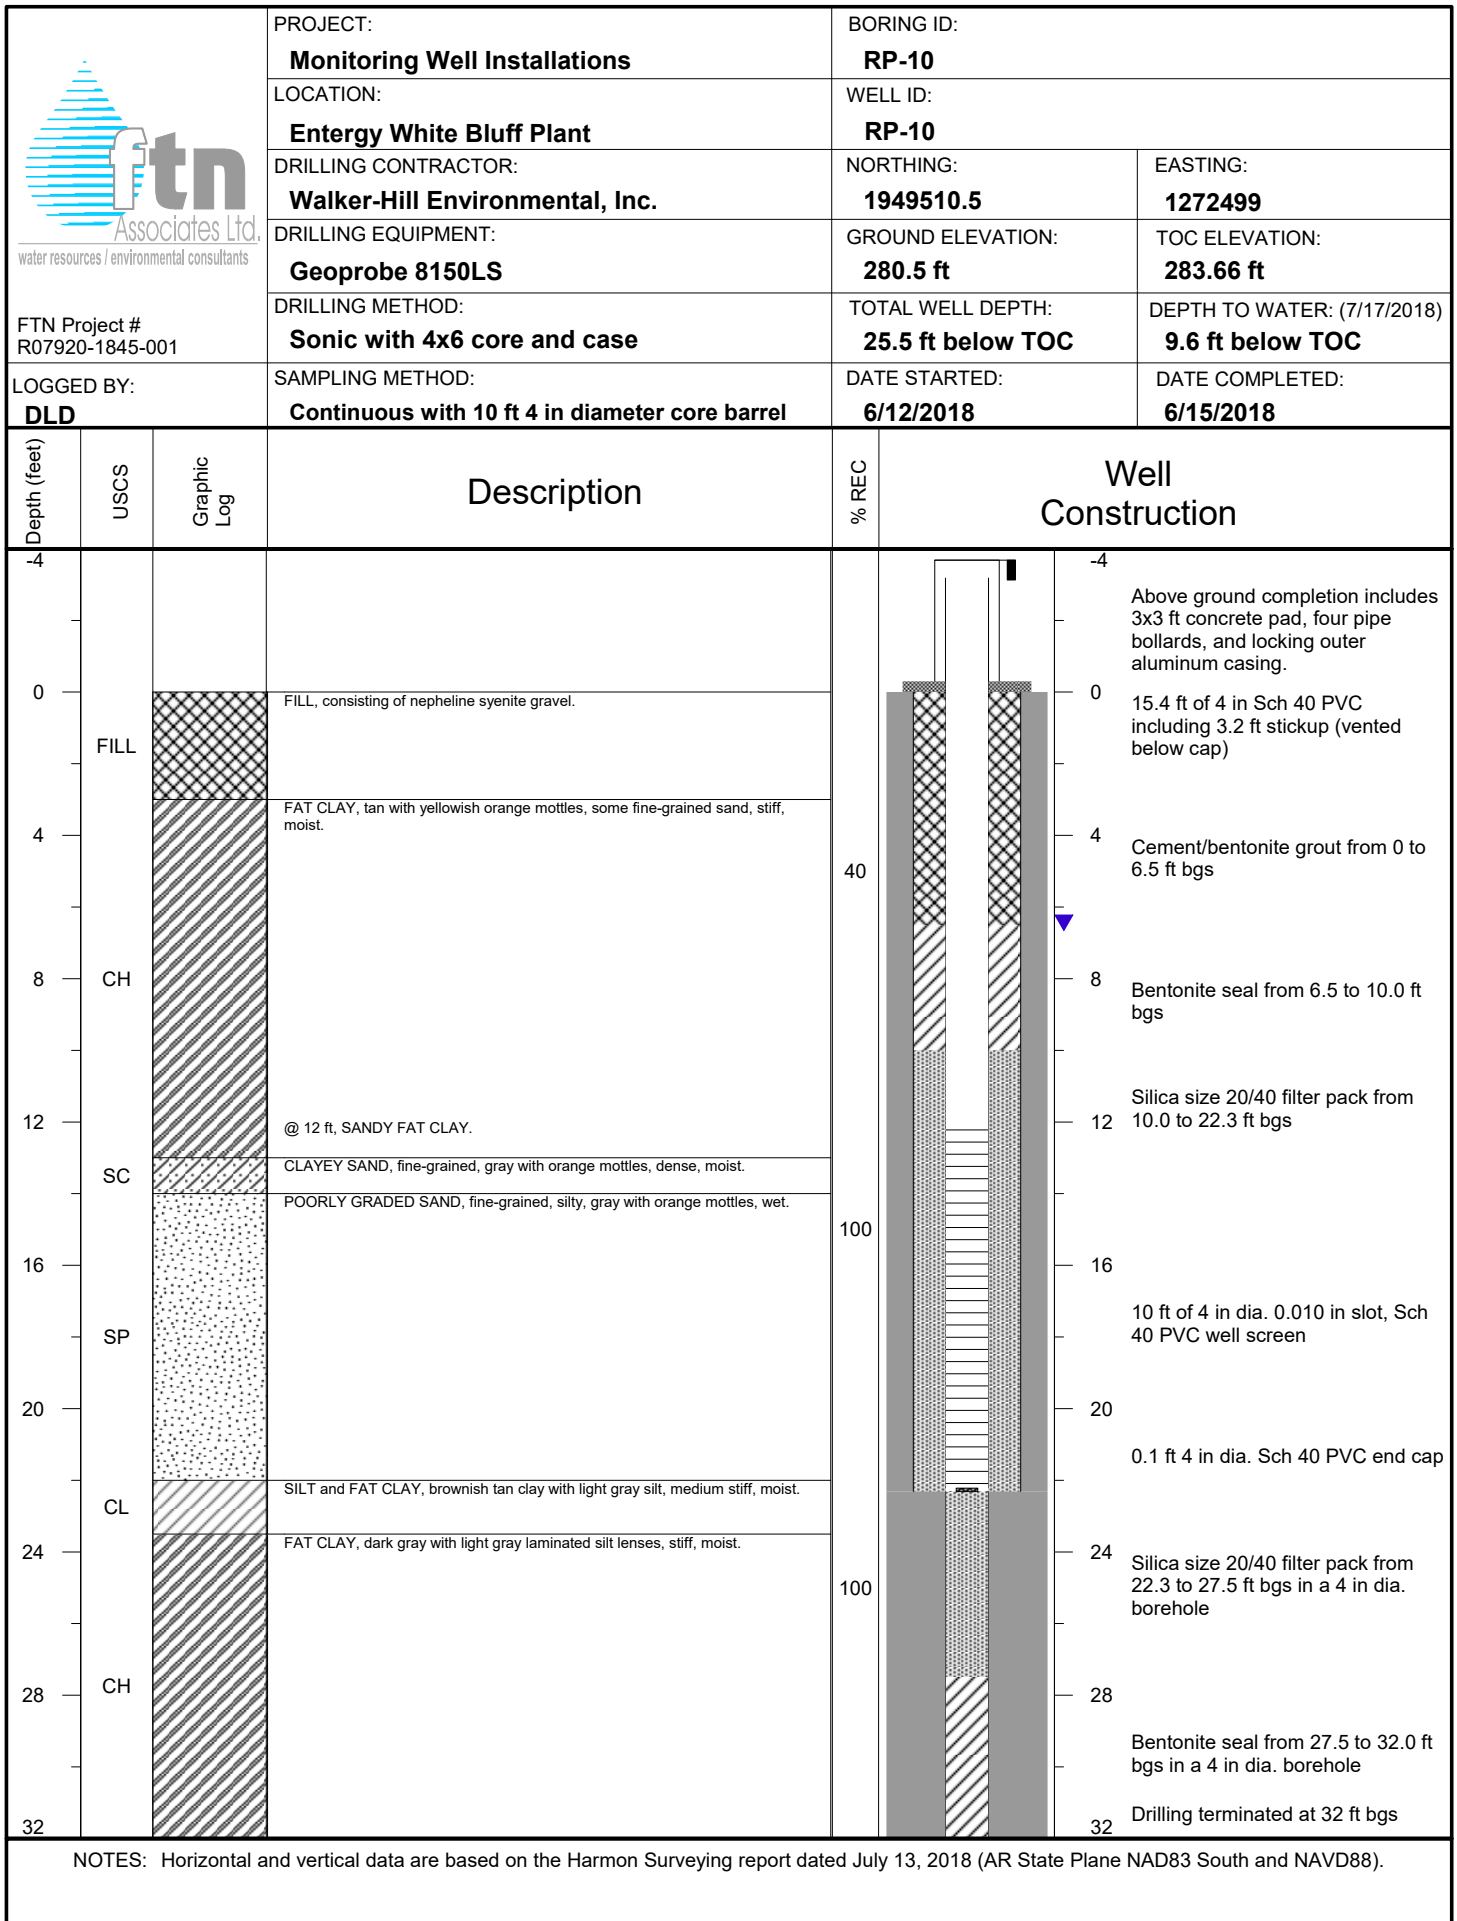 ftn
Associates Ltd.
water resources / environmental consultants
FTN Project #
R07920-1845-001
LOGGED BY:
DLD
PROJECT:
Monitoring Well Installations
LOCATION:
Entergy White Bluff Plant
DRILLING CONTRACTOR:
Walker-Hill Environmental, Inc.
DRILLING EQUIPMENT:
Geoprobe 8150LS
DRILLING METHOD:
Sonic with 4x6 core and case
SAMPLING METHOD:
Continuous with 10 ft 4 in diameter core barrel
BORING ID:
RP-10
WELL ID:
RP-10
NORTHING:
1949510.5
EASTING:
1272499
GROUND ELEVATION:
280.5 ft
TOC ELEVATION:
283.66 ft
TOTAL WELL DEPTH:
25.5 ft below TOC
DEPTH TO WATER: (7/17/2018)
9.6 ft below TOC
DATE STARTED:
6/12/2018
DATE COMPLETED:
6/15/2018
Depth (feet)
USCS
Graphic
Log
Description
% REC
Well
Construction
-4
0
4
8
12
16
20
24
28
32
FILL
CH
SC
SP
CL
CH
FILL, consisting of nepheline syenite gravel.
FAT CLAY, tan with yellowish orange mottles, some fine-grained sand, stiff,
moist.
@ 12 ft, SANDY FAT CLAY.
CLAYEY SAND, fine-grained, gray with orange mottles, dense, moist.
POORLY GRADED SAND, fine-grained, silty, gray with orange mottles, wet.
SILT and FAT CLAY, brownish tan clay with light gray silt, medium stiff, moist.
FAT CLAY, dark gray with light gray laminated silt lenses, stiff, moist.
40
100
100
-4
0
4
8
12
16
20
24
28
32
Above ground completion includes
3x3 ft concrete pad, four pipe
bollards, and locking outer
aluminum casing.
15.4 ft of 4 in Sch 40 PVC
including 3.2 ft stickup (vented
below cap)
Cement/bentonite grout from 0 to
6.5 ft bgs
Bentonite seal from 6.5 to 10.0 ft
bgs
Silica size 20/40 filter pack from
10.0 to 22.3 ft bgs
10 ft of 4 in dia. 0.010 in slot, Sch
40 PVC well screen
0.1 ft 4 in dia. Sch 40 PVC end cap
Silica size 20/40 filter pack from
22.3 to 27.5 ft bgs in a 4 in dia.
borehole
Bentonite seal from 27.5 to 32.0 ft
bgs in a 4 in dia. borehole
Drilling terminated at 32 ft bgs
NOTES: Horizontal and vertical data are based on the Harmon Surveying report dated July 13, 2018 (AR State Plane NAD83 South and NAVD88).